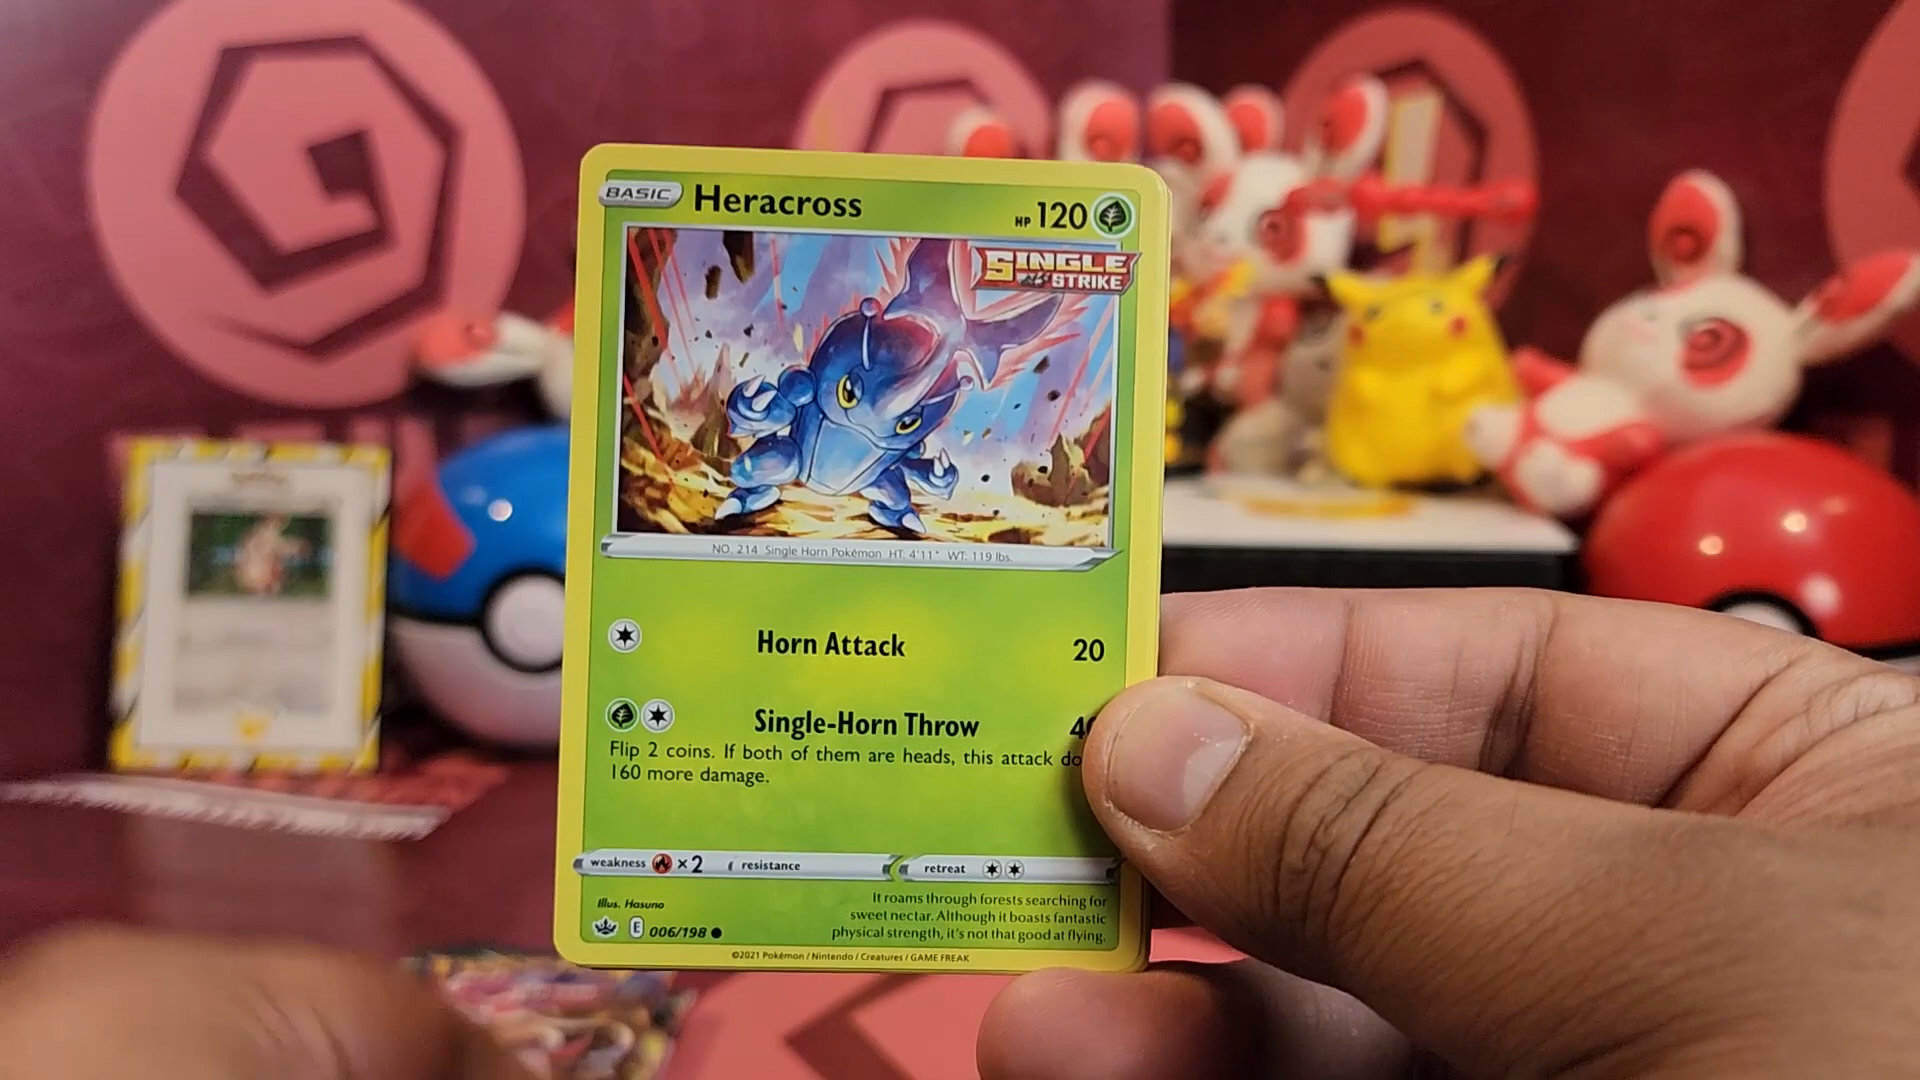 BASIC Heracross HP 120
SINGLE
STRIKE
NO. 214 Single Horn Pokémon HT: 4'11" WT: 119 lbs.
Horn Attack 20
Single-Horn Throw
Flip 2 coins. If both of them are heads, this attack
160 more damage.
weakness ×2 resistance retreat
Illus. Hasuno
It roams through forests searching for
sweet nectar. Although it boasts fantastic
physical strength, it's not that good at flying.
E 006/198
©2021 Pokémon / Nintendo / Creatures / GAME FREAK